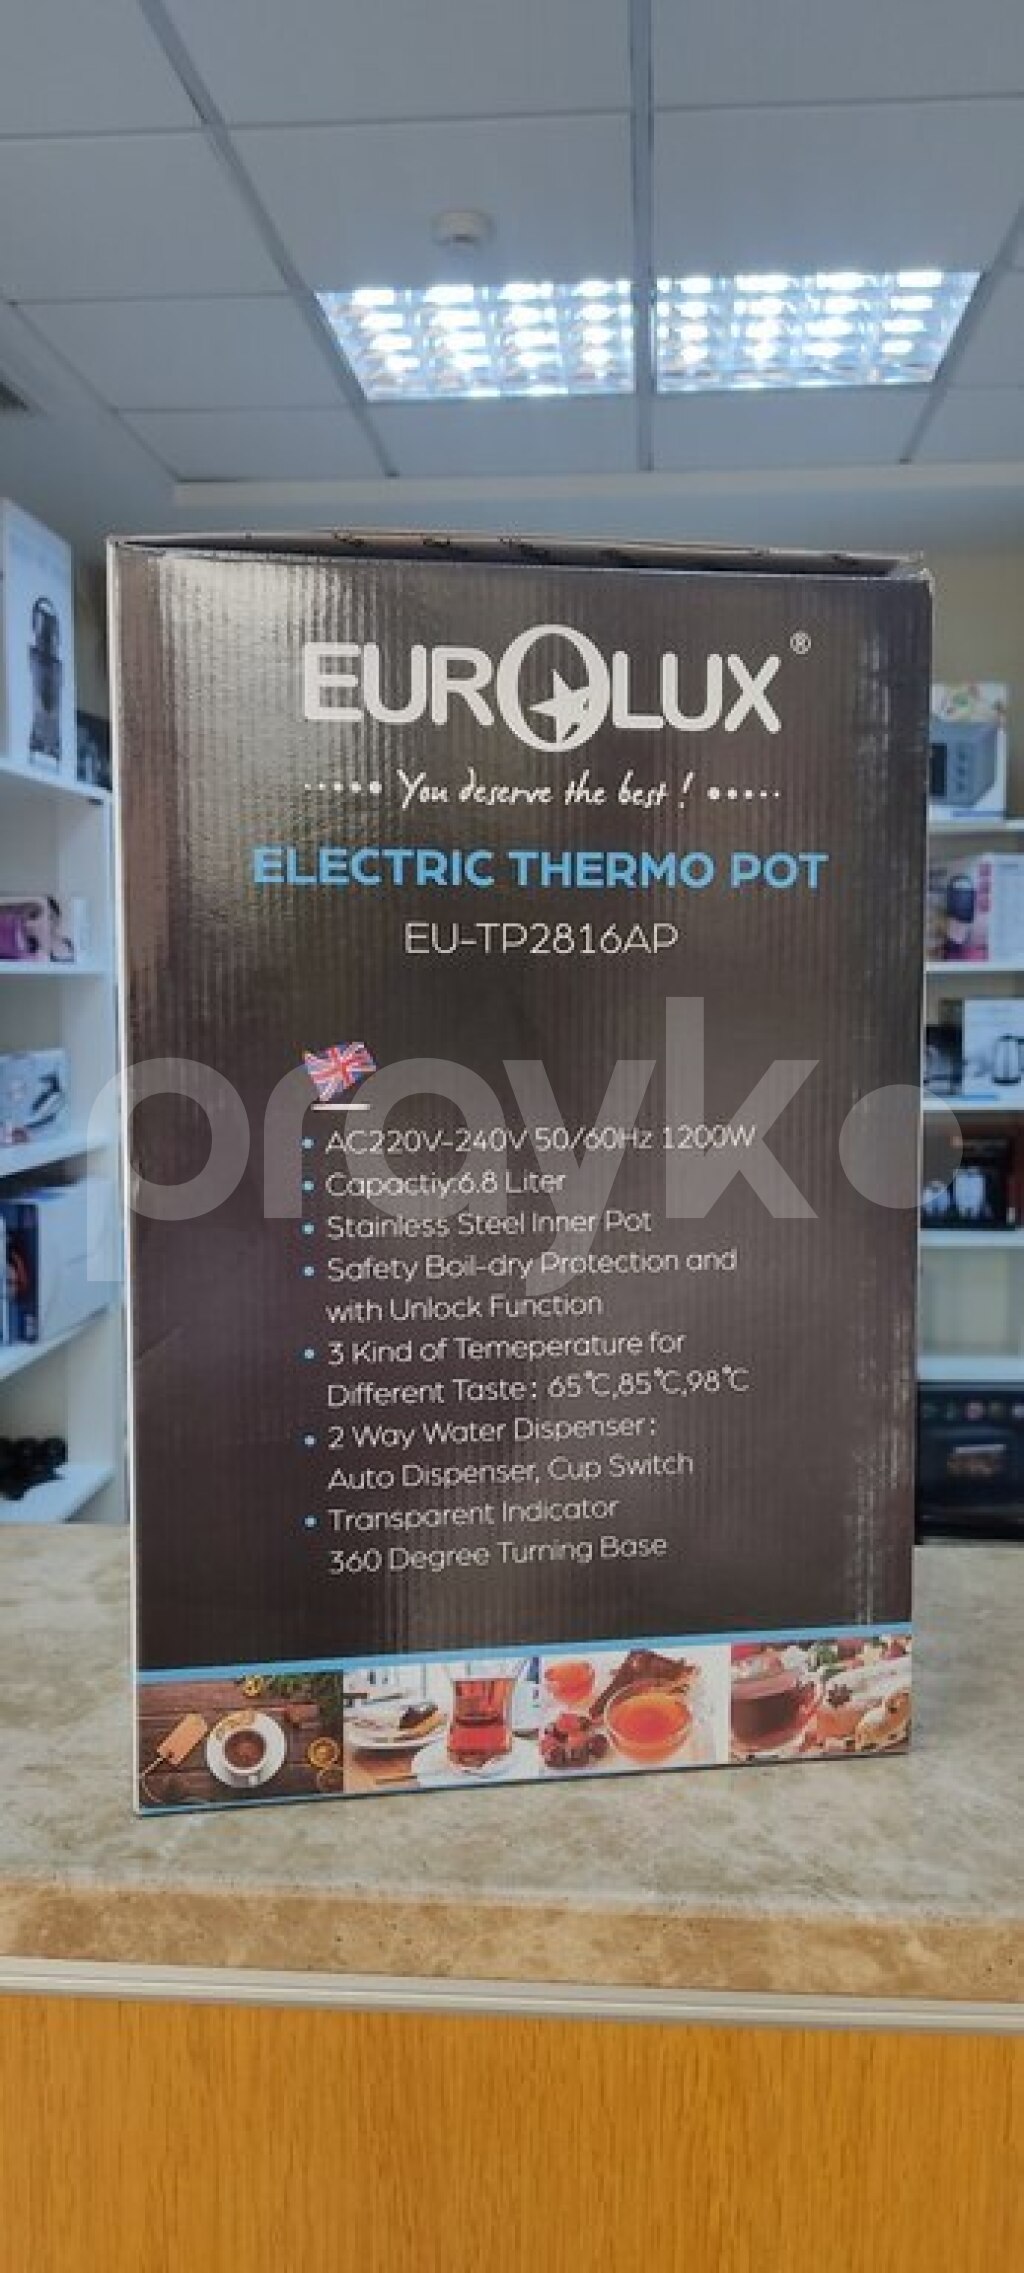 EUROLUX®
You deserve the best!
ELECTRIC THERMO POT
EU-TP2816AP
proyko
• AC220V-240V 50/60Hz 1200W
• Capactiy:6.8 Liter
• Stainless Steel Inner Pot
• Safety Boil-dry Protection and
with Unlock Function
• 3 Kind of Temeperature for
Different Taste: 65°C,85°C,98°C
• 2 Way Water Dispenser:
Auto Dispenser, Cup Switch
• Transparent Indicator
360 Degree Turning Base